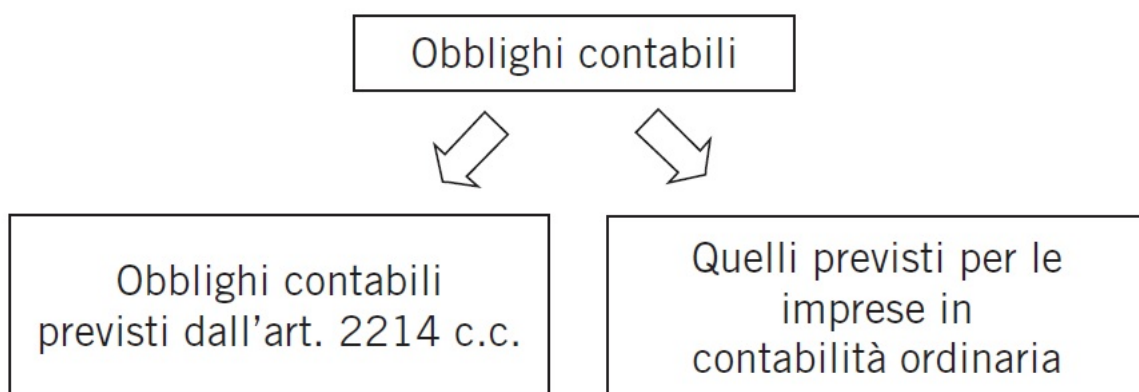 Obblighi contabili
Obblighi contabili
previsti dall'art. 2214 c.c.
Quelli previsti per le
imprese in
contabilità ordinaria